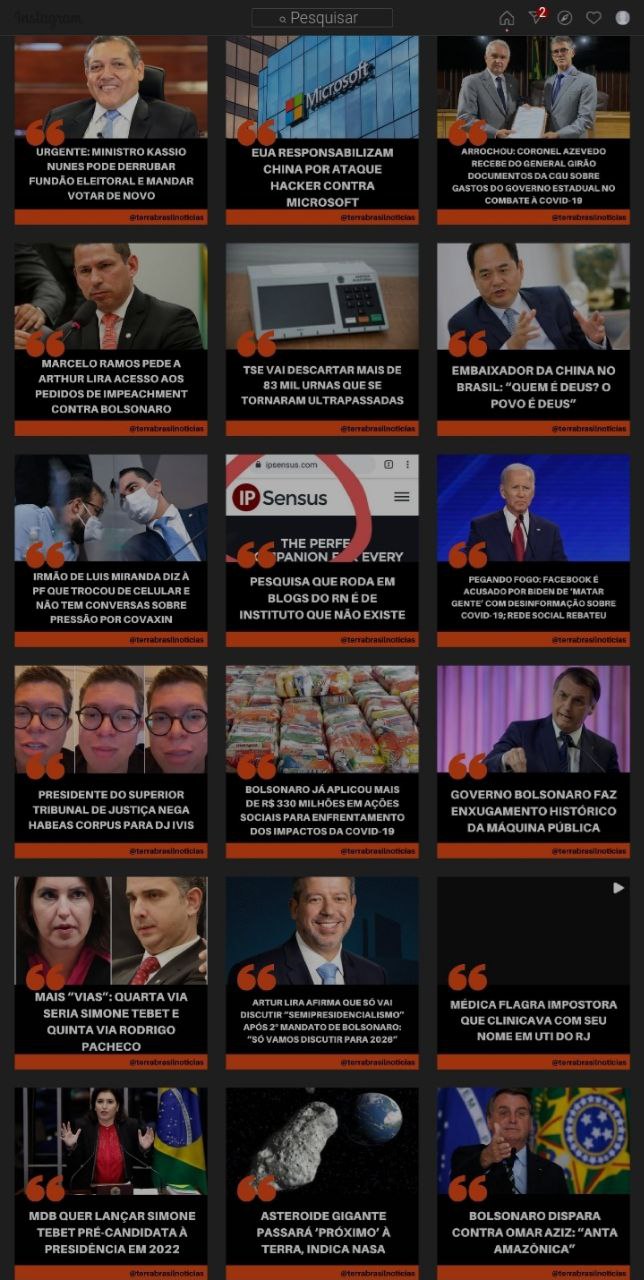 Instagram
Pesquisar
2
URGENTE: MINISTRO KASSIO
NUNES PODE DERRUBAR
FUNDÃO ELEITORAL E MANDAR
VOTAR DE NOVO
@terrabrasilnoticias
Microsoft
EUA RESPONSABILIZAM
CHINA POR ATAQUE
HACKER CONTRA
MICROSOFT
@terrabrasilnoticias
ARROCHOU: CORONEL AZEVEDO
RECEBE DO GENERAL GIRÃO
DOCUMENTOS DA CGU SOBRE
GASTOS DO GOVERNO ESTADUAL NO
COMBATE À COVID-19
@terrabrasilnoticias
MARCELO RAMOS PEDE A
ARTHUR LIRA ACESSO AOS
PEDIDOS DE IMPEACHMENT
CONTRA BOLSONARO
@terrabrasilnoticias
TSE VAI DESCARTAR MAIS DE
83 MIL URNAS QUE SE
TORNARAM ULTRAPASSADAS
@terrabrasilnoticias
EMBAIXADOR DA CHINA NO
BRASIL: “QUEM É DEUS? O
POVO É DEUS”
@terrabrasilnoticias
IRMÃO DE LUIS MIRANDA DIZ À
PF QUE TROCOU DE CELULAR E
NÃO TEM CONVERSAS SOBRE
PRESSÃO POR COVAXIN
@terrabrasilnoticias
ipsensus.com
IP Sensus
THE PERFE
OMPANION FOR EVERY
PESQUISA QUE RODA EM
BLOGS DO RN É DE
INSTITUTO QUE NÃO EXISTE
@terrabrasilnoticias
PEGANDO FOGO: FACEBOOK É
ACUSADO POR BIDEN DE ‘MATAR
GENTE’ COM DESINFORMAÇÃO SOBRE
COVID-19; REDE SOCIAL REBATEU
@terrabrasilnoticias
PRESIDENTE DO SUPERIOR
TRIBUNAL DE JUSTIÇA NEGA
HABEAS CORPUS PARA DJ IVIS
@terrabrasilnoticias
BOLSONARO JÁ APLICOU MAIS
DE R$ 330 MILHÕES EM AÇÕES
SOCIAIS PARA ENFRENTAMENTO
DOS IMPACTOS DA COVID-19
@terrabrasilnoticias
GOVERNO BOLSONARO FAZ
ENXUGAMENTO HISTÓRICO
DA MÁQUINA PÚBLICA
@terrabrasilnoticias
MAIS “VIAS”: QUARTA VIA
SERIA SIMONE TEBET E
QUINTA VIA RODRIGO
PACHECO
@terrabrasilnoticias
ARTUR LIRA AFIRMA QUE SÓ VAI
DISCUTIR “SEMIPRESIDENCIALISMO”
APÓS 2º MANDATO DE BOLSONARO:
“SÓ VAMOS DISCUTIR PARA 2026”
@terrabrasilnoticias
MÉDICA FLAGRA IMPOSTORA
QUE CLINICAVA COM SEU
NOME EM UTI DO RJ
@terrabrasilnoticias
MDB QUER LANÇAR SIMONE
TEBET PRÉ-CANDIDATA À
PRESIDÊNCIA EM 2022
@terrabrasilnoticias
ASTEROIDE GIGANTE
PASSARÁ ‘PRÓXIMO’ À
TERRA, INDICA NASA
@terrabrasilnoticias
BOLSONARO DISPARA
CONTRA OMAR AZIZ: “ANTA
AMAZÔNICA”
@terrabrasilnoticias